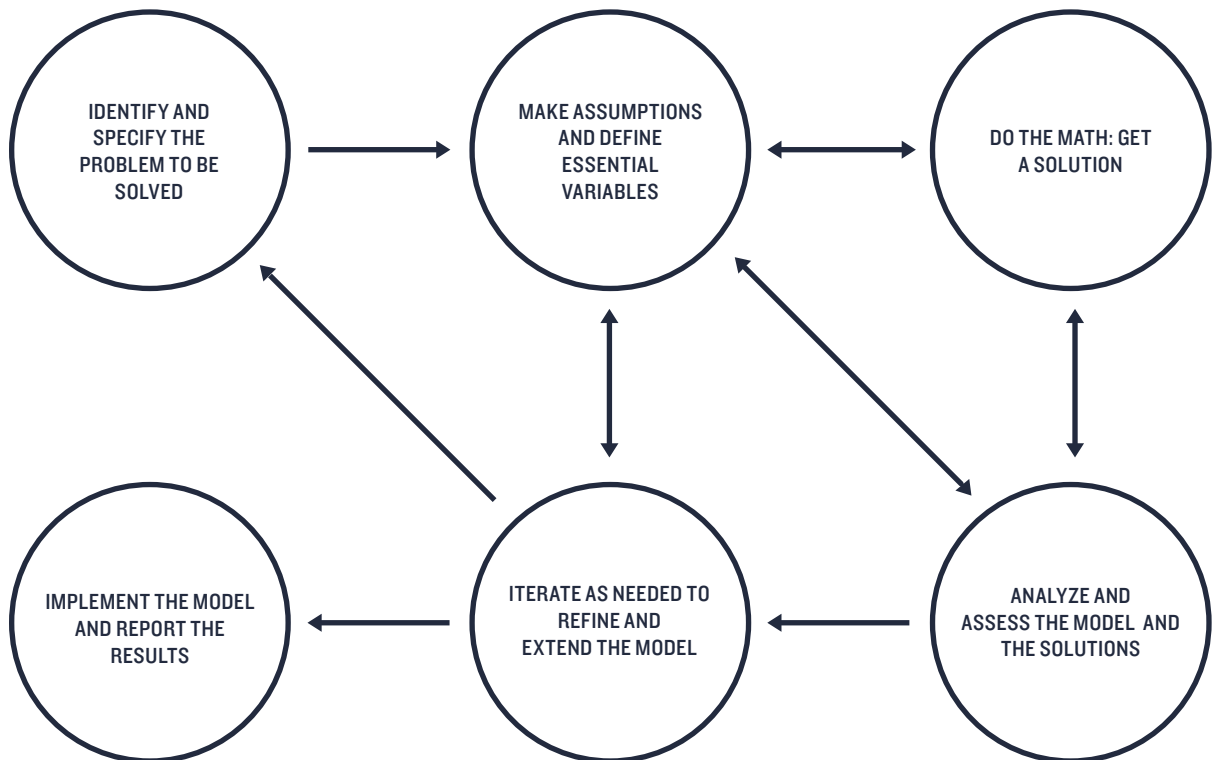 IDENTIFY AND
SPECIFY THE
PROBLEM TO BE
SOLVED
MAKE ASSUMPTIONS
AND DEFINE
ESSENTIAL
VARIABLES
DO THE MATH: GET
A SOLUTION
IMPLEMENT THE MODEL
AND REPORT THE
RESULTS
ITERATE AS NEEDED TO
REFINE AND
EXTEND THE MODEL
ANALYZE AND
ASSESS THE MODEL AND
THE SOLUTIONS